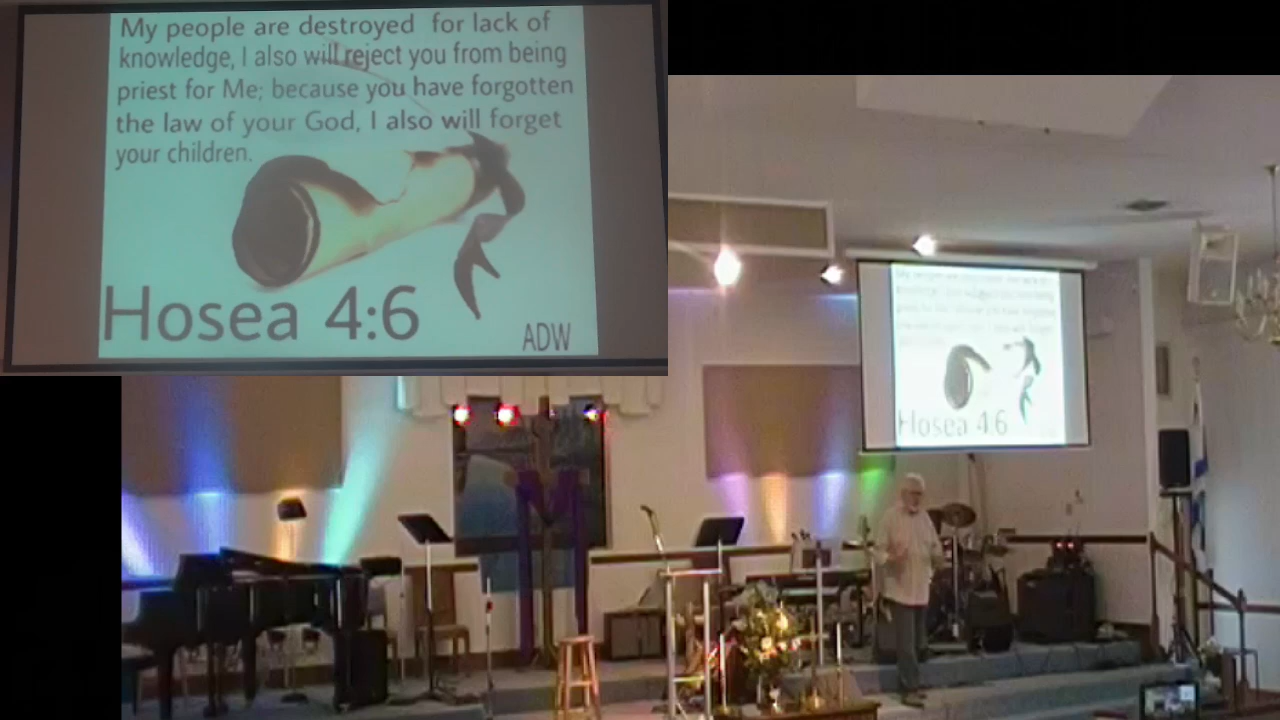 My people are destroyed for lack of
knowledge, I also will reject you from being
priest for Me; because you have forgotten
the law of your God, I also will forget
your children.
Hosea 4:6
ADW
Hosea 4:6